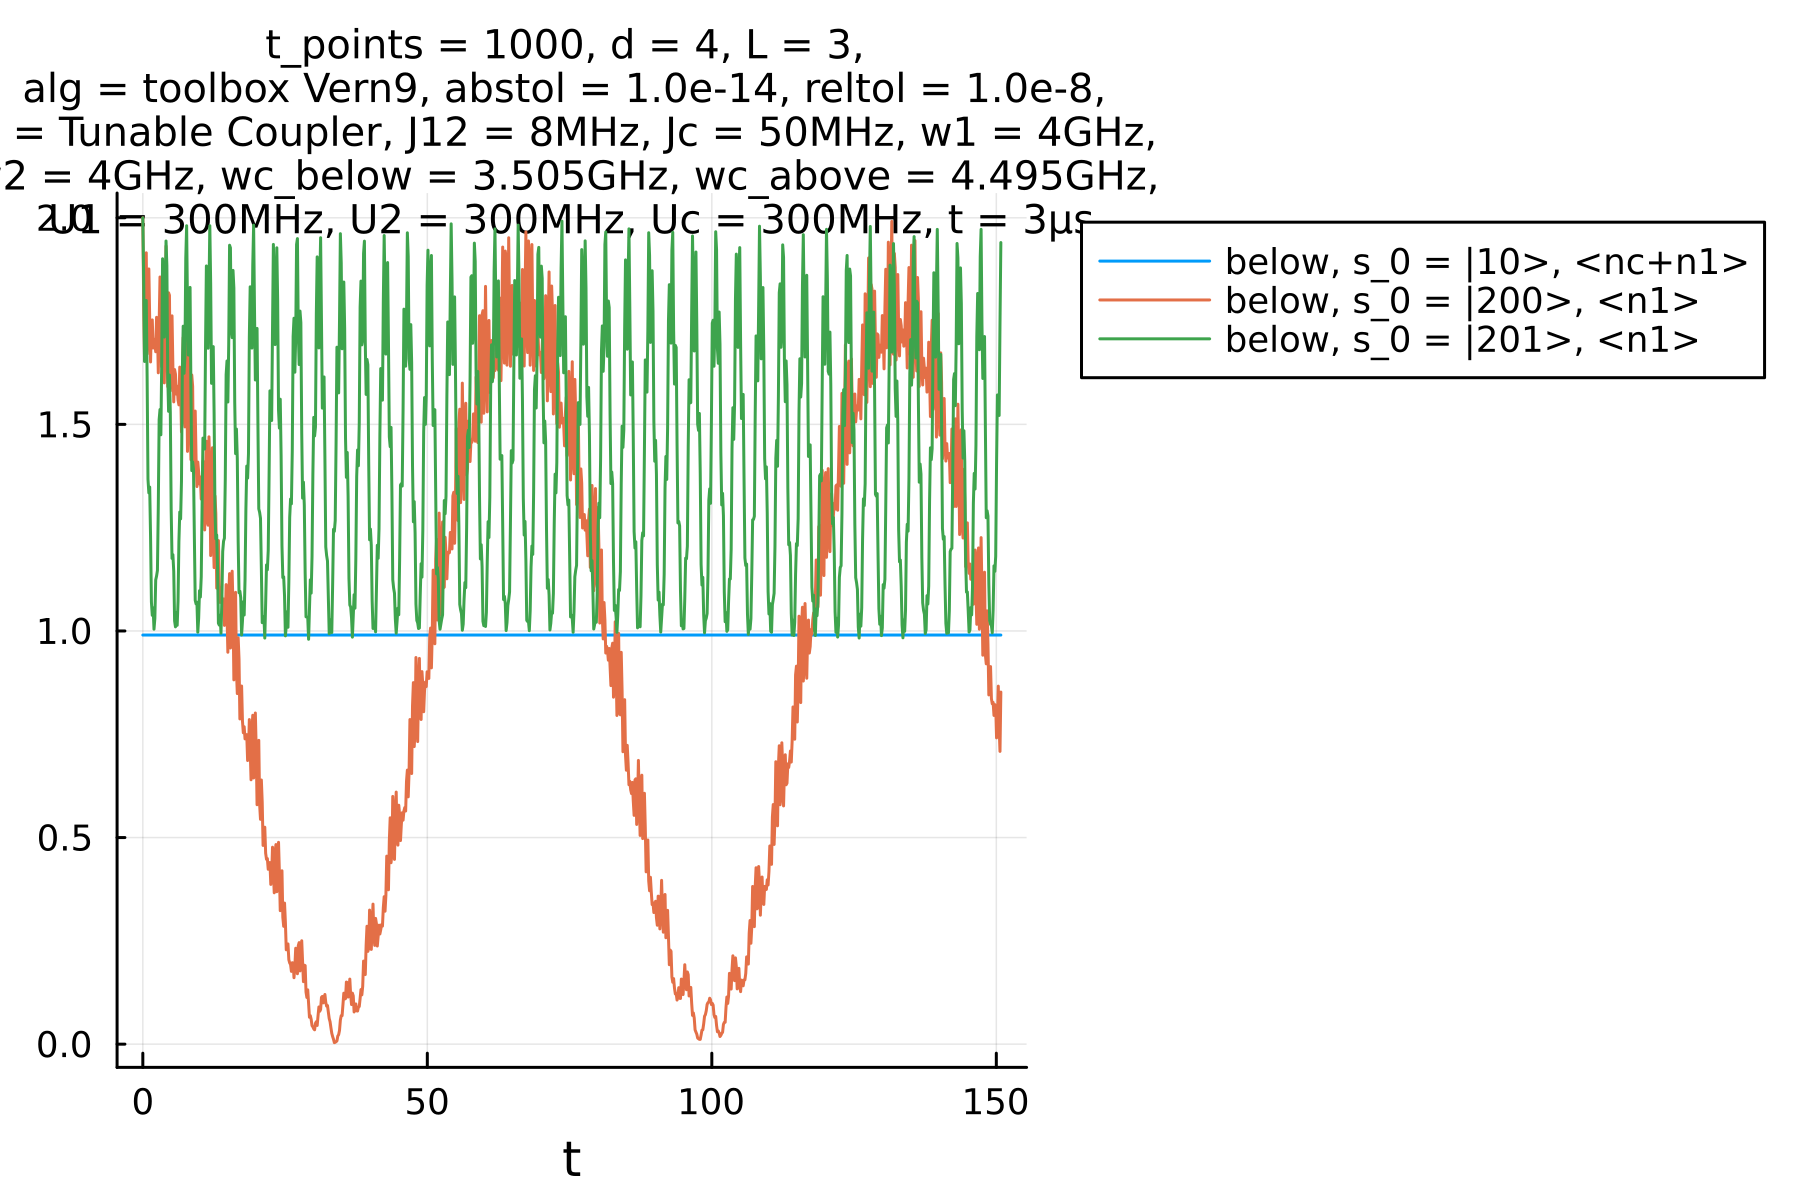 t_points = 1000, d = 4, L = 3,
alg = toolbox Vern9, abstol = 1.0e-14, reltol = 1.0e-8,
= Tunable Coupler, J12 = 8MHz, Jc = 50MHz, w1 = 4GHz,
2 = 4GHz, wc_below = 3.505GHz, wc_above = 4.495GHz,
U1 = 300MHz, U2 = 300MHz, Uc = 300MHz, t = 3µs
below, s_0 = |10>, <nc+n1>
below, s_0 = |200>, <n1>
below, s_0 = |201>, <n1>
2.0
1.5
1.0
0.5
0.0
0 50 100 150
t